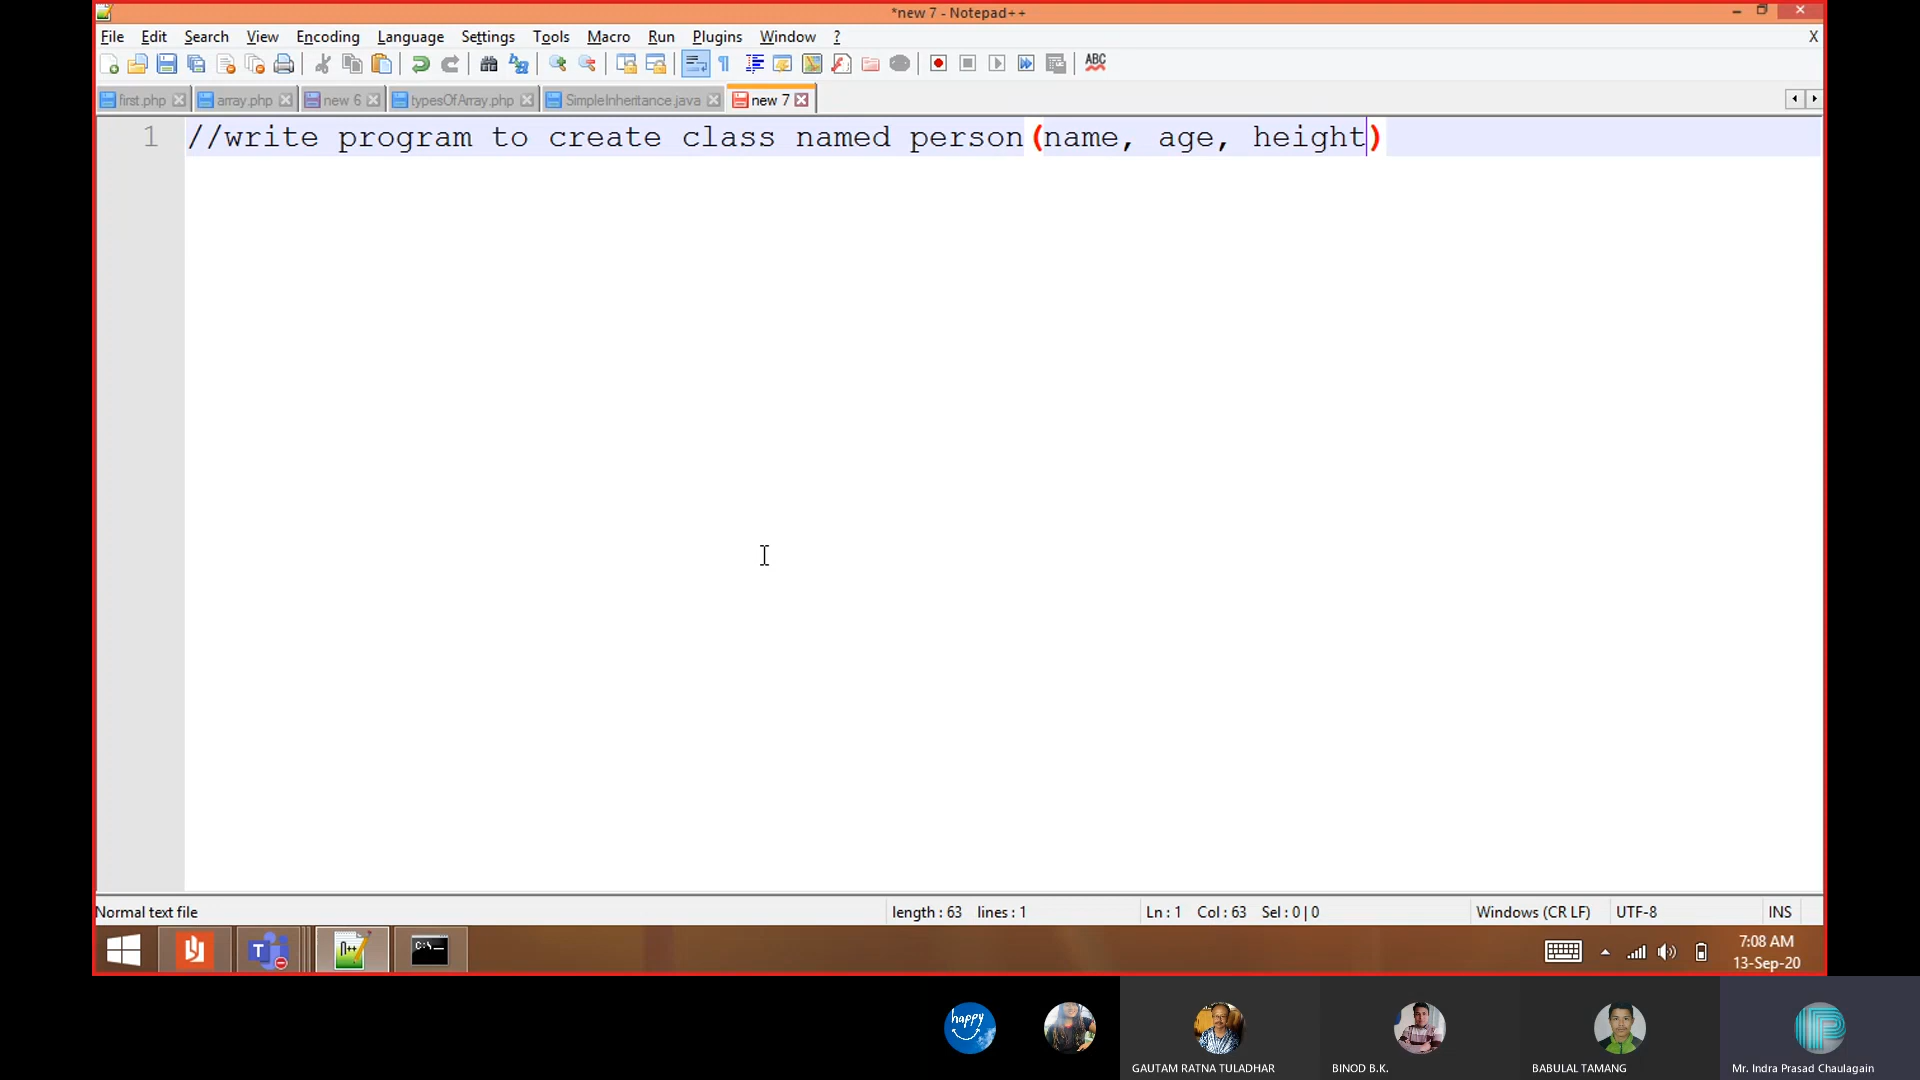 *new 7 - Notepad++
File Edit Search View Encoding Language Settings Tools Macro Run Plugins Window ? X
ABC
first.php array.php new 6 typesOfArray.php SimpleInheritance.java new 7
1 //write program to create class named person(name, age, height)
Normal text file length : 63 lines : 1 Ln : 1 Col : 63 Sel : 0 | 0 Windows (CR LF) UTF-8 INS
7:08 AM
13-Sep-20
happy
GAUTAM RATNA TULADHAR BINOD B.K. BABULAL TAMANG Mr. Indra Prasad Chaulagain